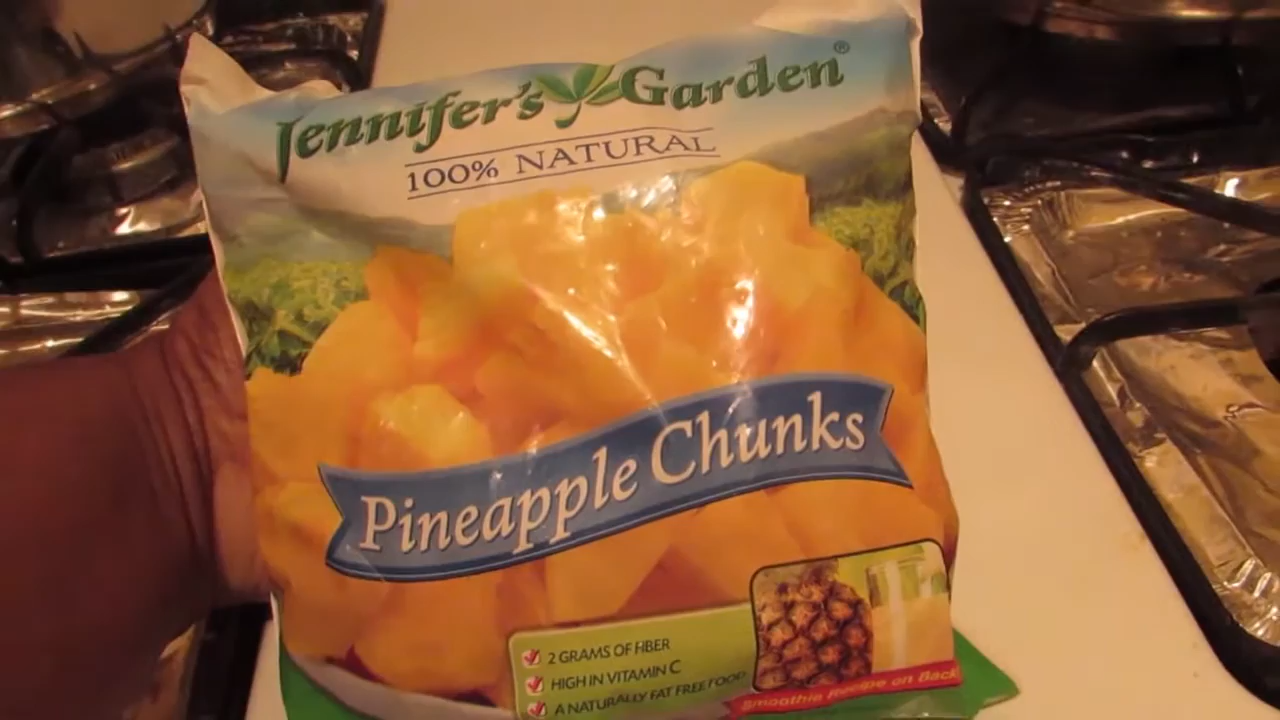 Jennifer's Garden®
100% NATURAL
Pineapple Chunks
2 GRAMS OF FIBER
HIGH IN VITAMIN C
A NATURALLY FAT FREE FOOD
Smoothie Recipe on Back